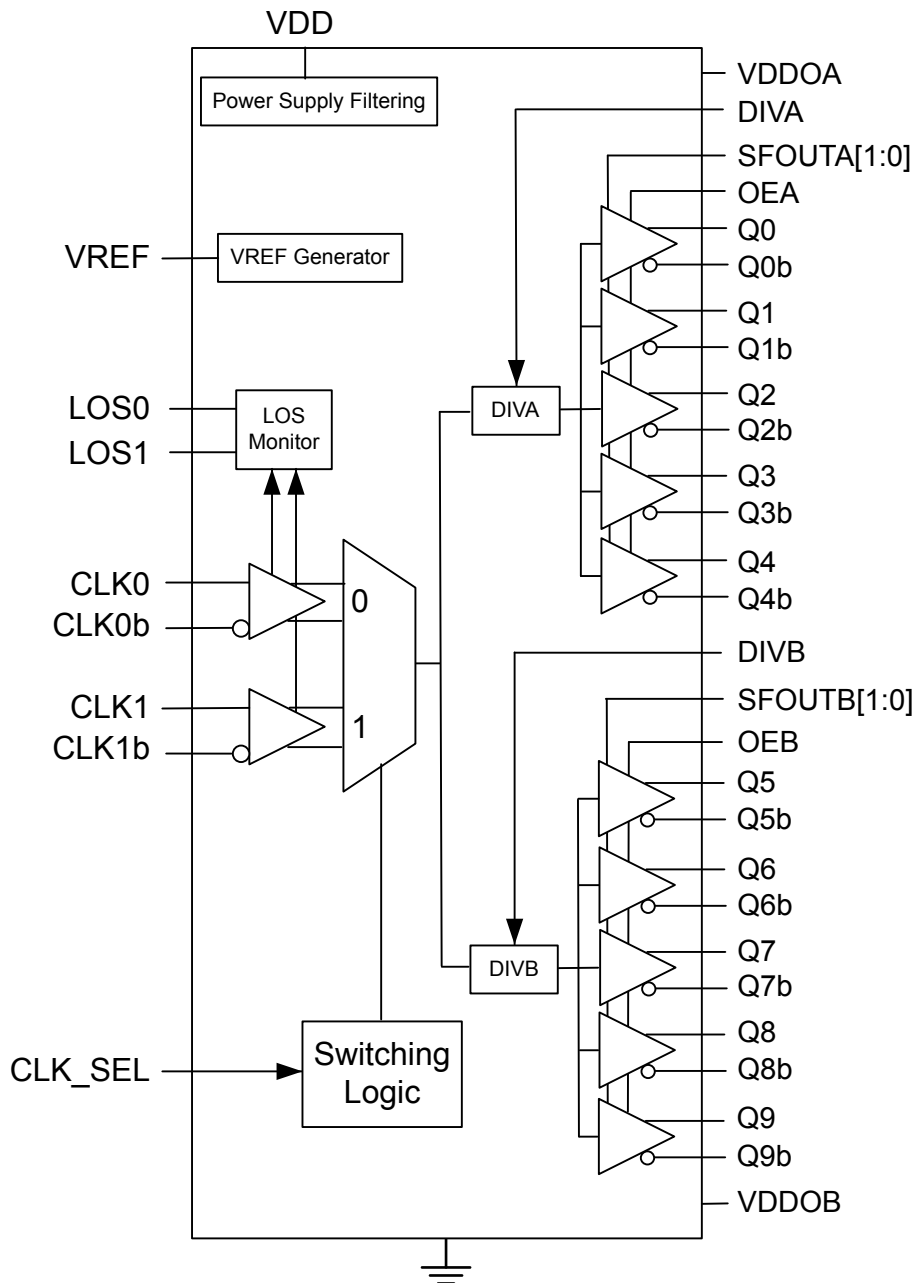 VDD
Power Supply Filtering
VDDOA
DIVA
SFOUTA[1:0]
OEA
Q0
Q0b
VREF
VREF Generator
Q1
Q1b
LOS0
LOS1
LOS
Monitor
DIVA
Q2
Q2b
Q3
Q3b
CLK0
CLK0b
0
Q4
Q4b
DIVB
CLK1
CLK1b
1
SFOUTB[1:0]
OEB
Q5
Q5b
Q6
Q6b
DIVB
Q7
Q7b
CLK_SEL
Switching
Logic
Q8
Q8b
Q9
Q9b
VDDOB